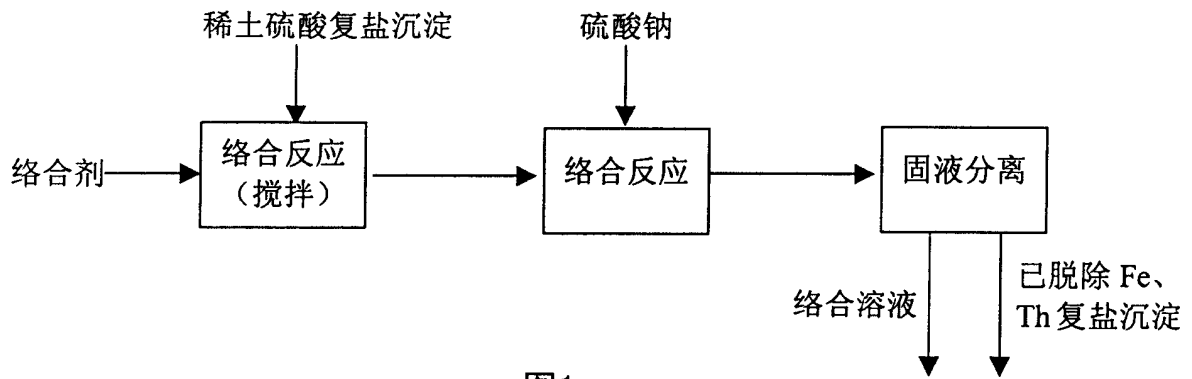 稀土硫酸复盐沉淀
硫酸钠
络合剂
络合反应
（搅拌）
络合反应
固液分离
络合溶液
已脱除 Fe、
Th 复盐沉淀
图1